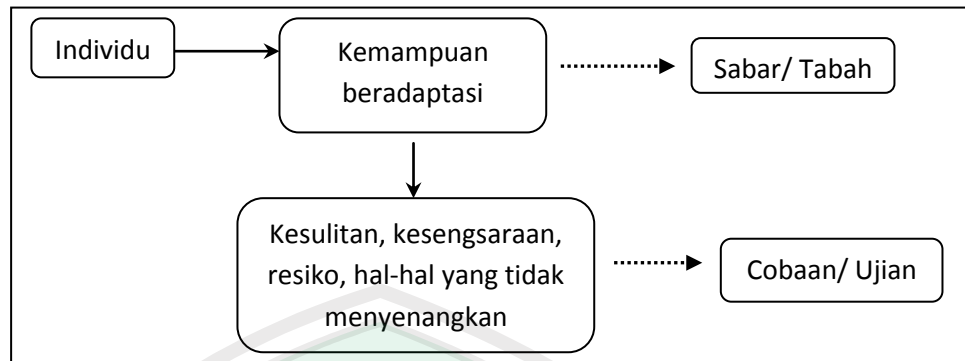 Individu
Kemampuan
beradaptasi
Sabar/ Tabah
Kesulitan, kesengsaraan,
resiko, hal-hal yang tidak
menyenangkan
Cobaan/ Ujian